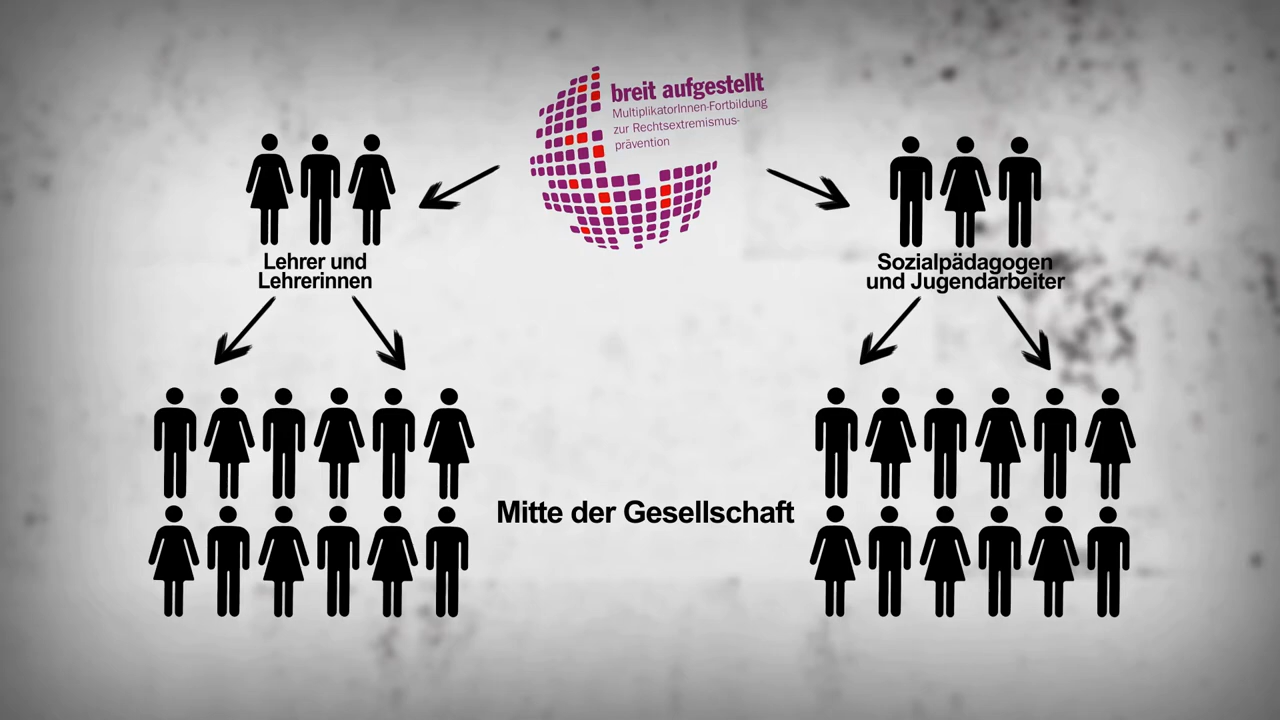 breit aufgestellt
MultiplikatorInnen-Fortbildung
zur Rechtsextremismus-
prävention
Lehrer und
Lehrerinnen
Sozialpädagogen
und Jugendarbeiter
Mitte der Gesellschaft